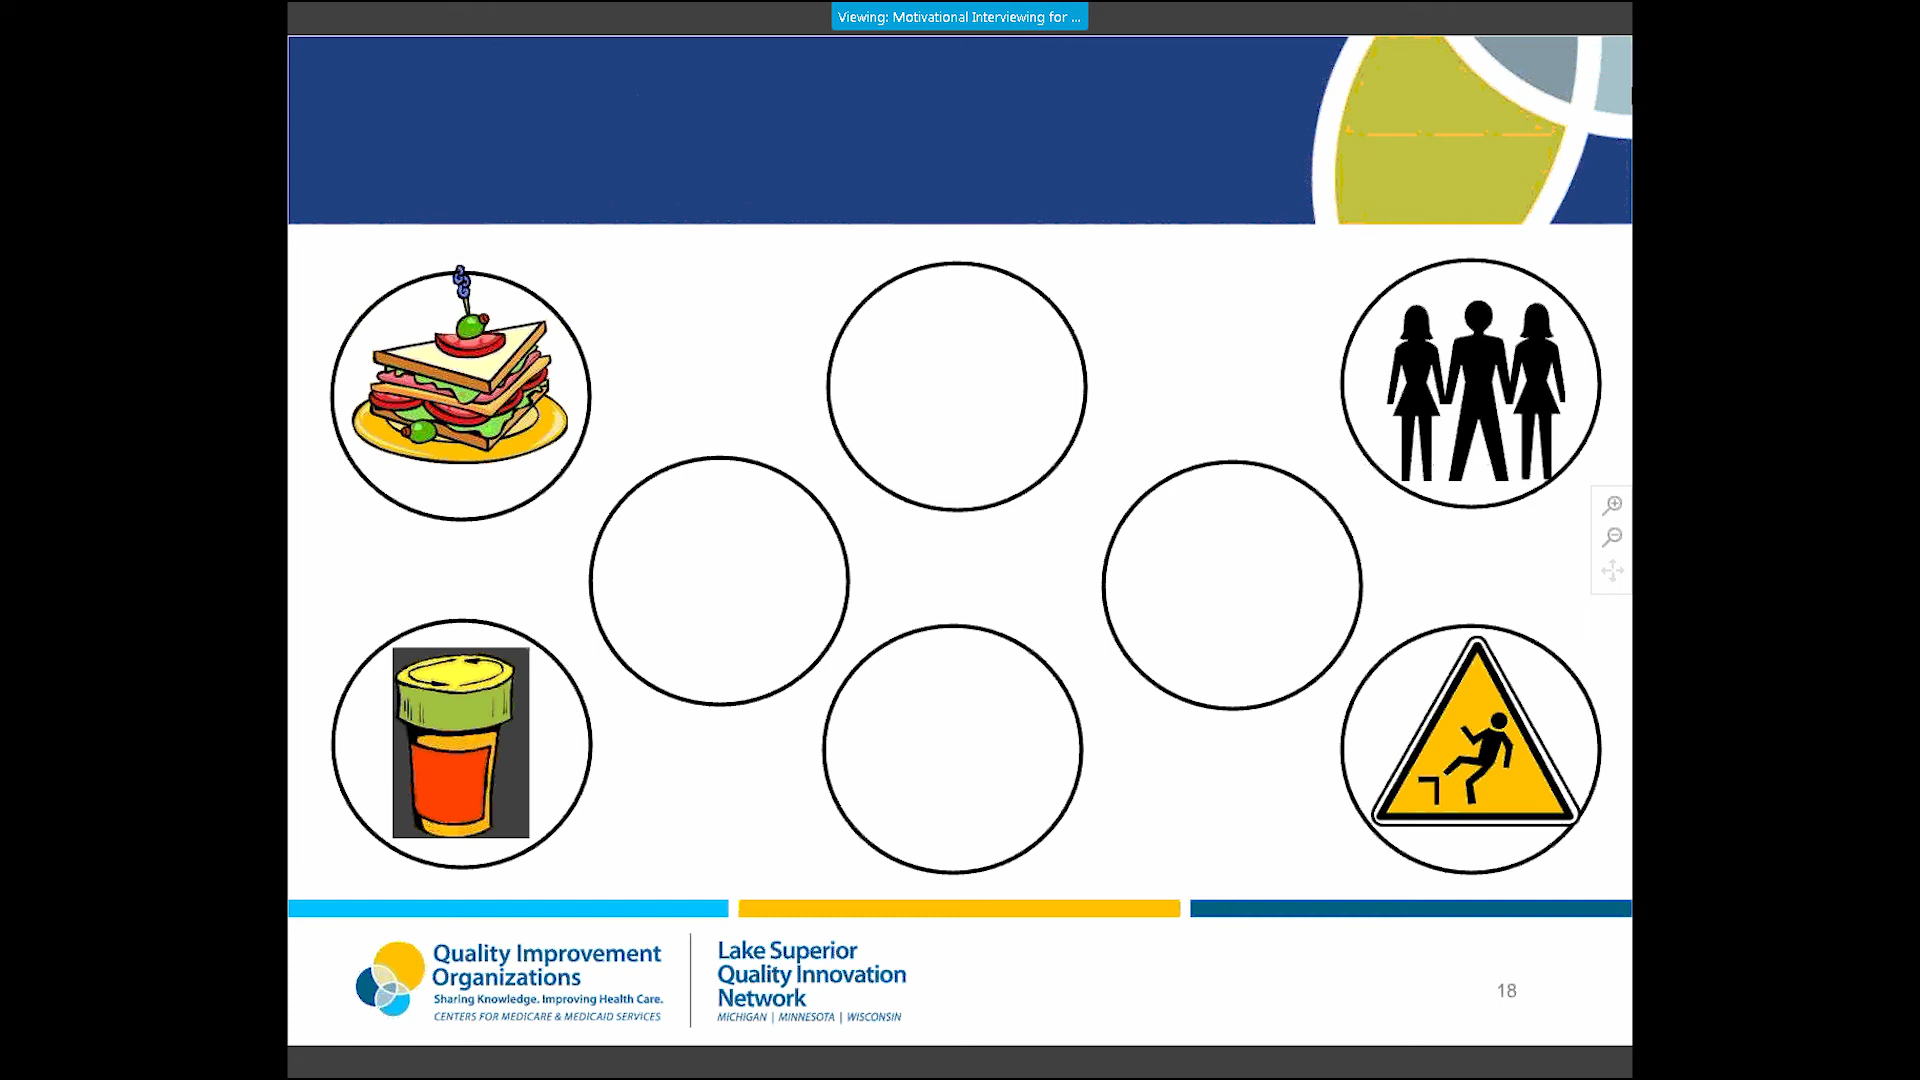 Viewing: Motivational Interviewing for ...
Quality Improvement
Organizations
Sharing Knowledge. Improving Health Care.
CENTERS FOR MEDICARE & MEDICAID SERVICES
Lake Superior
Quality Innovation
Network
MICHIGAN | MINNESOTA | WISCONSIN
18